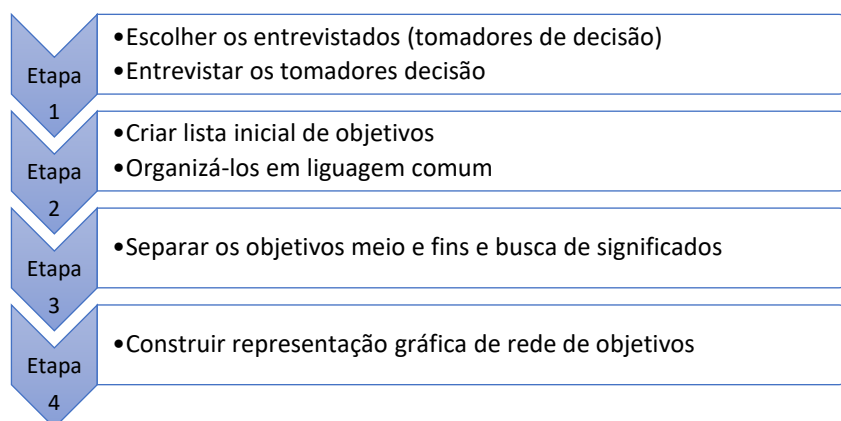 Etapa
1
•Escolher os entrevistados (tomadores de decisão)
•Entrevistar os tomadores decisão
Etapa
2
•Criar lista inicial de objetivos
•Organizá-los em liguagem comum
Etapa
3
•Separar os objetivos meio e fins e busca de significados
Etapa
4
•Construir representação gráfica de rede de objetivos